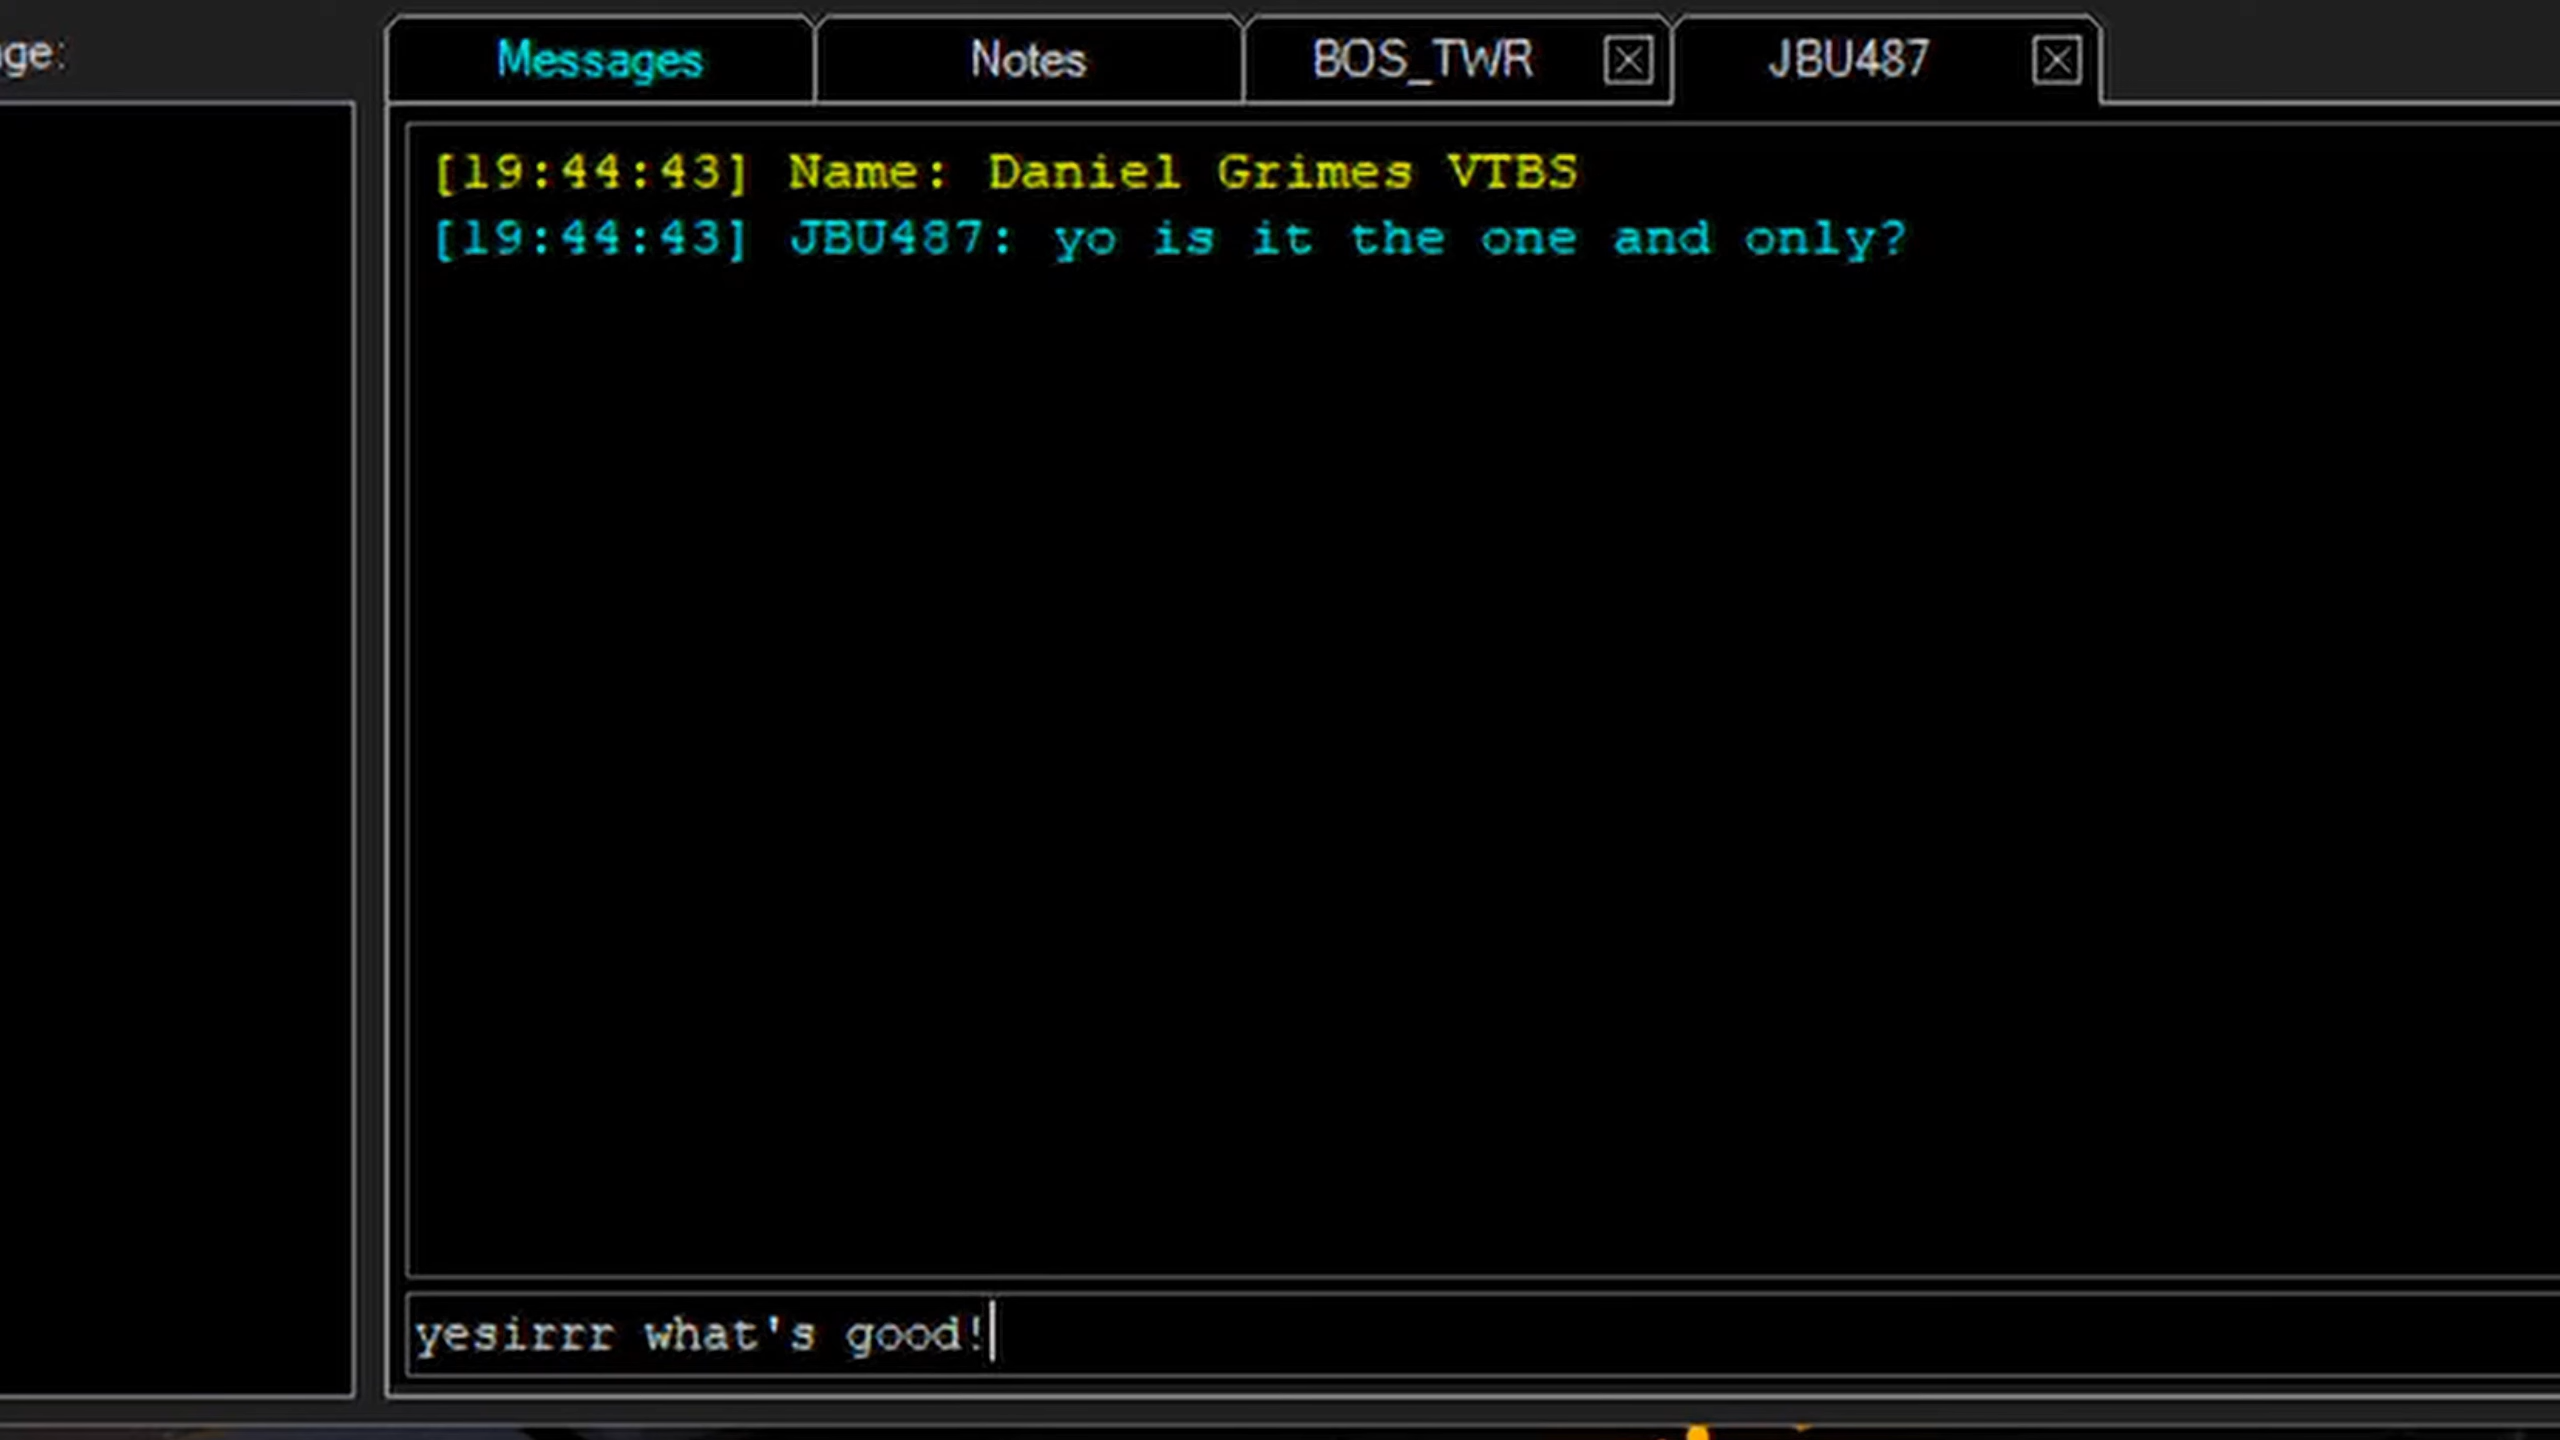 ge:
Messages
Notes
BOS_TWR
JBU487
[19:44:43] Name: Daniel Grimes VTBS
[19:44:43] JBU487: yo is it the one and only?
yesirrr what's good!